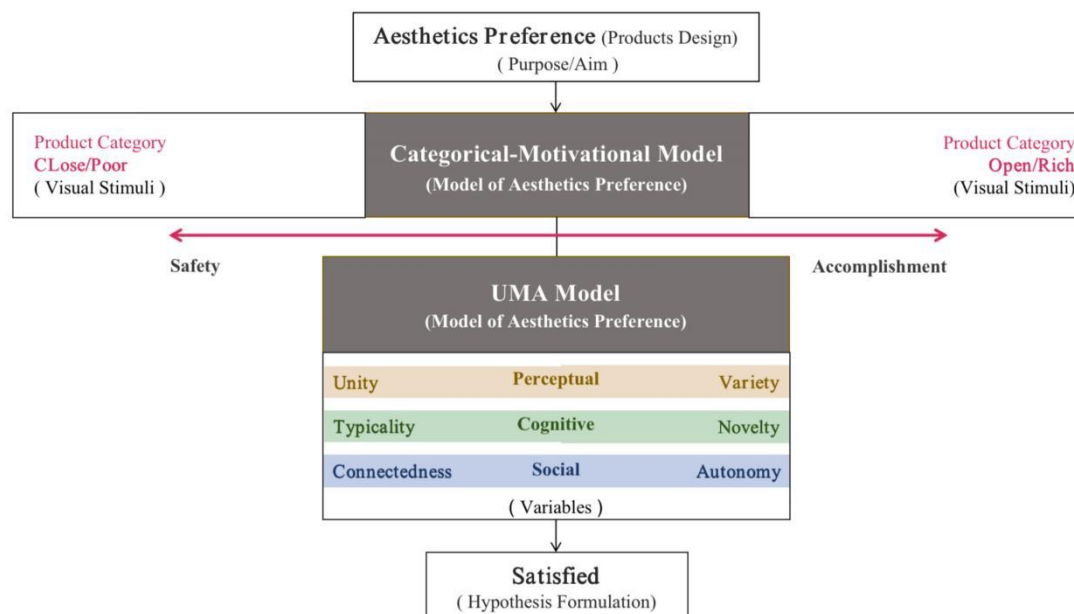 Aesthetics Preference (Products Design)
( Purpose/Aim )
Product Category
CLose/Poor
( Visual Stimuli )
Categorical-Motivational Model
(Model of Aesthetics Preference)
Product Category
Open/Rich
(Visual Stimuli)
Safety
Accomplishment
UMA Model
(Model of Aesthetics Preference)
Unity Perceptual Variety
Typicality Cognitive Novelty
Connectedness Social Autonomy
( Variables )
Satisfied
( Hypothesis Formulation)